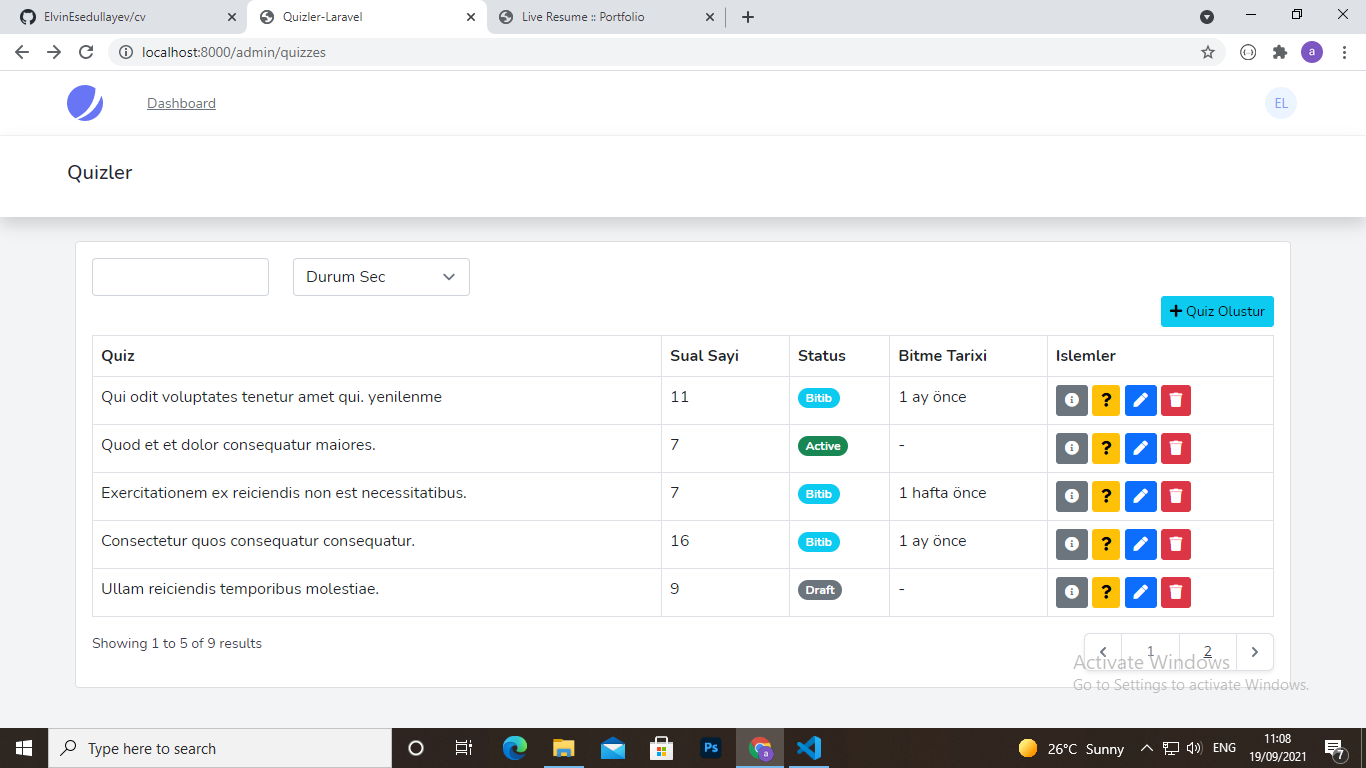 ElvinEsedullayev/cv
Quizler-Laravel
Live Resume :: Portfolio
localhost:8000/admin/quizzes
a
Dashboard
EL
Quizler
Durum Sec
Quiz Olustur
Quiz Sual Sayi Status Bitme Tarixi Islemler
Qui odit voluptates tenetur amet qui. yenilenme 11 Bitib 1 ay önce ?
Quod et et dolor consequatur maiores. 7 Active - ?
Exercitationem ex reiciendis non est necessitatibus. 7 Bitib 1 hafta önce ?
Consectetur quos consequatur consequatur. 16 Bitib 1 ay önce ?
Ullam reiciendis temporibus molestiae. 9 Draft - ?
Showing 1 to 5 of 9 results
1 2
Activate Windows
Go to Settings to activate Windows.
Type here to search
Ps
a
26°C Sunny
ENG
11:08
19/09/2021
7